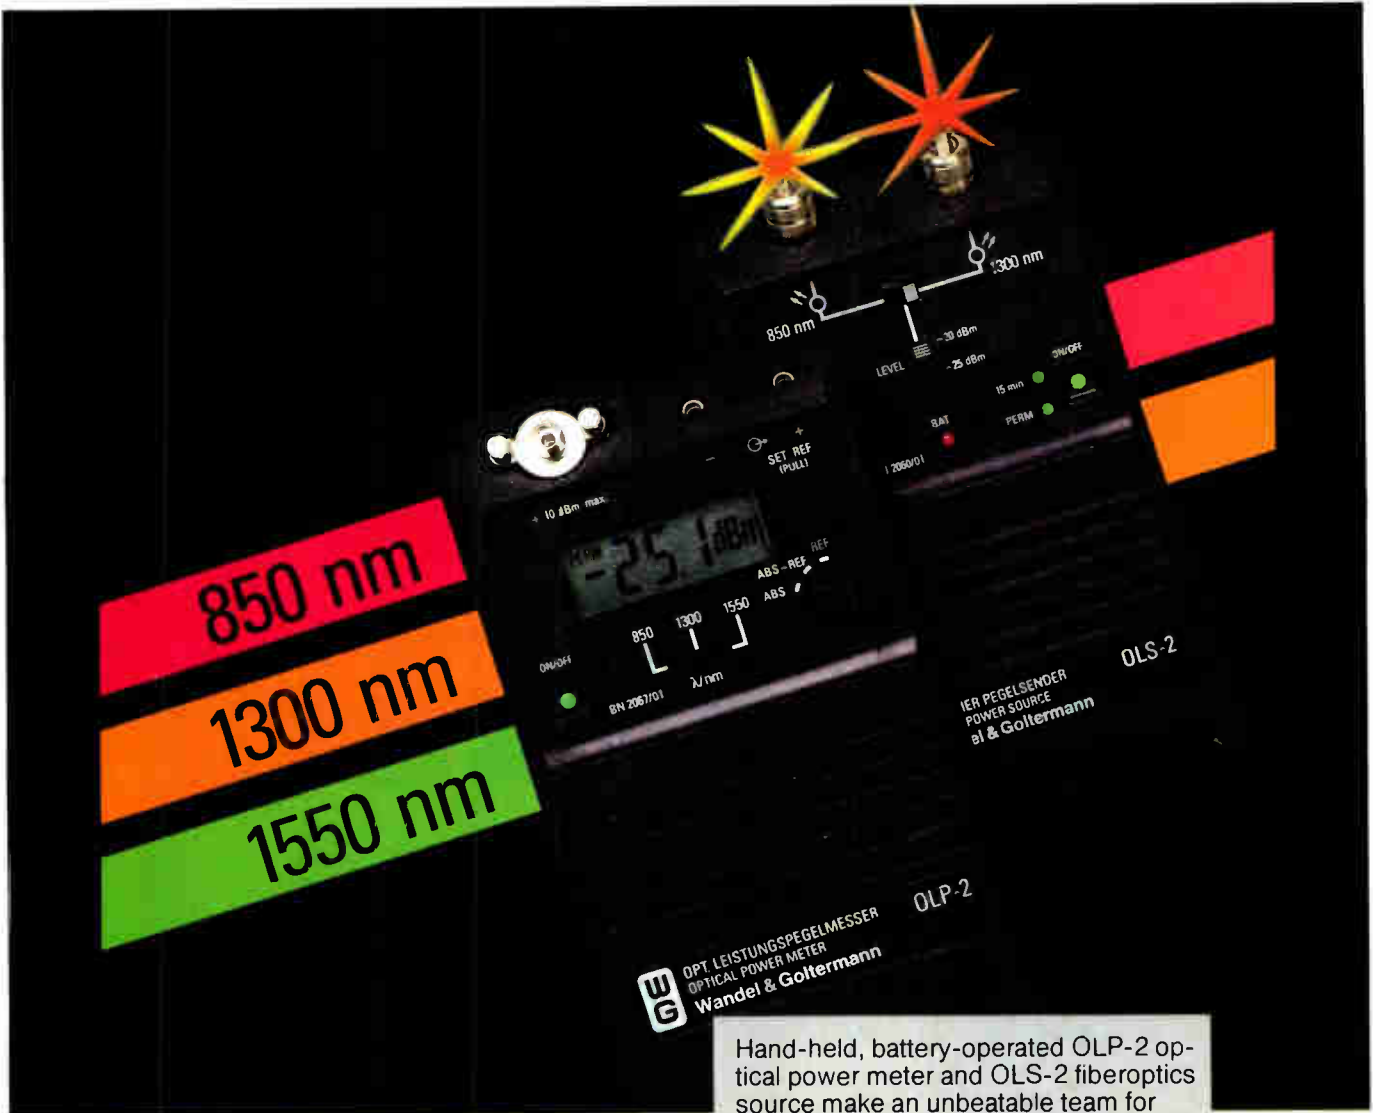 850 nm
1300 nm
850 nm
LEVEL
-25 dBm
ON/OFF
15 min
PERM
BAT
+
-
SET REF
(PULL)
+ 10 dBm max.
-25.1 dBm
ABS-REF
REF
ABS
850
1300
1550
ON/OFF
BN 2067/01
λ/nm
850 nm
1300 nm
1550 nm
OLS-2
IER PEGELSENDER
POWER SOURCE
el & Goltermann
OLP-2
WG
OPT. LEISTUNGSPEGELMESSER
OPTICAL POWER METER
Wandel & Goltermann
Hand-held, battery-operated OLP-2 op-
tical power meter and OLS-2 fiberoptics
source make an unbeatable team for